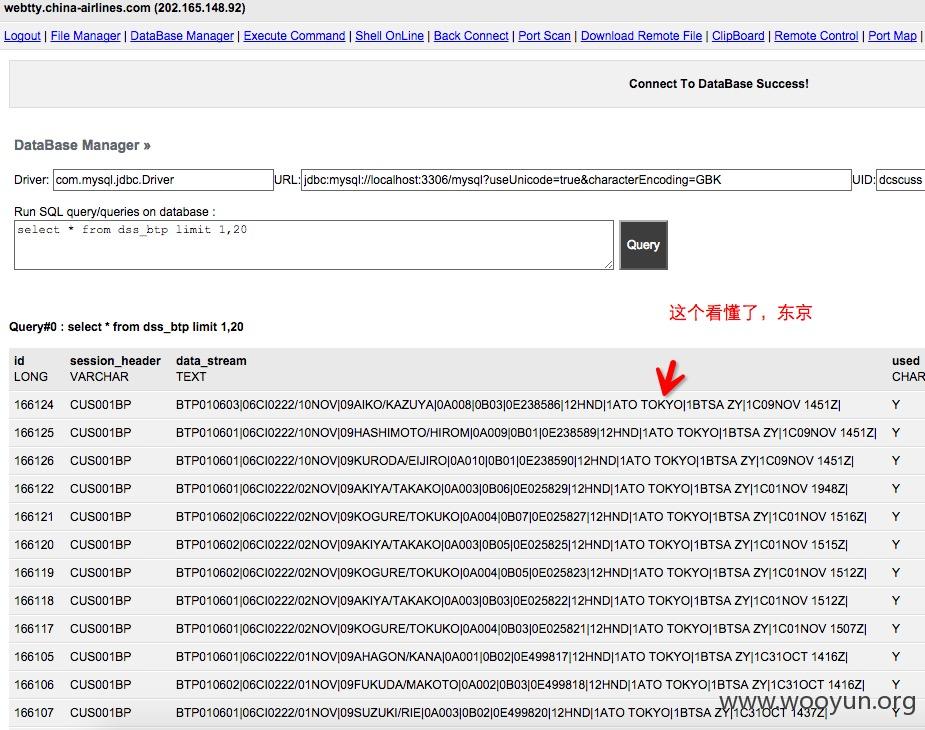 webtty.china-airlines.com (202.165.148.92)
Logout | File Manager | DataBase Manager | Execute Command | Shell OnLine | Back Connect | Port Scan | Download Remote File | ClipBoard | Remote Control | Port Map |
Connect To DataBase Success!
DataBase Manager »
Driver: com.mysql.jdbc.Driver URL: jdbc:mysql://localhost:3306/mysql?useUnicode=true&characterEncoding=GBK UID: dcscuss
Run SQL query/queries on database :
select * from dss_btp limit 1,20
Query
这个看懂了，东京
Query#0 : select * from dss_btp limit 1,20
id session_header data_stream used
LONG VARCHAR TEXT CHAR
166124 CUS001BP BTP010603|06CI0222/10NOV|09AIKO/KAZUYA|0A008|0B03|0E238586|12HND|1ATO TOKYO|1BTSA ZY|1C09NOV 1451Z| Y
166125 CUS001BP BTP010601|06CI0222/10NOV|09HASHIMOTO/HIROM|0A009|0B01|0E238589|12HND|1ATO TOKYO|1BTSA ZY|1C09NOV 1451Z| Y
166126 CUS001BP BTP010601|06CI0222/10NOV|09KURODA/EIJIRO|0A010|0B01|0E238590|12HND|1ATO TOKYO|1BTSA ZY|1C09NOV 1451Z| Y
166122 CUS001BP BTP010601|06CI0222/02NOV|09AKIYA/TAKAKO|0A003|0B06|0E025829|12HND|1ATO TOKYO|1BTSA ZY|1C01NOV 1948Z| Y
166121 CUS001BP BTP010602|06CI0222/02NOV|09KOGURE/TOKUKO|0A004|0B07|0E025827|12HND|1ATO TOKYO|1BTSA ZY|1C01NOV 1516Z| Y
166120 CUS001BP BTP010602|06CI0222/02NOV|09AKIYA/TAKAKO|0A003|0B05|0E025825|12HND|1ATO TOKYO|1BTSA ZY|1C01NOV 1515Z| Y
166119 CUS001BP BTP010602|06CI0222/02NOV|09KOGURE/TOKUKO|0A004|0B05|0E025823|12HND|1ATO TOKYO|1BTSA ZY|1C01NOV 1512Z| Y
166118 CUS001BP BTP010601|06CI0222/02NOV|09AKIYA/TAKAKO|0A003|0B03|0E025822|12HND|1ATO TOKYO|1BTSA ZY|1C01NOV 1512Z| Y
166117 CUS001BP BTP010601|06CI0222/02NOV|09KOGURE/TOKUKO|0A004|0B03|0E025821|12HND|1ATO TOKYO|1BTSA ZY|1C01NOV 1507Z| Y
166105 CUS001BP BTP010601|06CI0222/01NOV|09AHAGON/KANA|0A001|0B02|0E499817|12HND|1ATO TOKYO|1BTSA ZY|1C31OCT 1416Z| Y
166106 CUS001BP BTP010602|06CI0222/01NOV|09FUKUDA/MAKOTO|0A002|0B03|0E499818|12HND|1ATO TOKYO|1BTSA ZY|1C31OCT 1416Z| Y
166107 CUS001BP BTP010601|06CI0222/01NOV|09SUZUKI/RIE|0A003|0B02|0E499820|12HND|1ATO TOKYO|1BTSA ZY|1C31OCT 1437Z| Y
www.wooyun.org